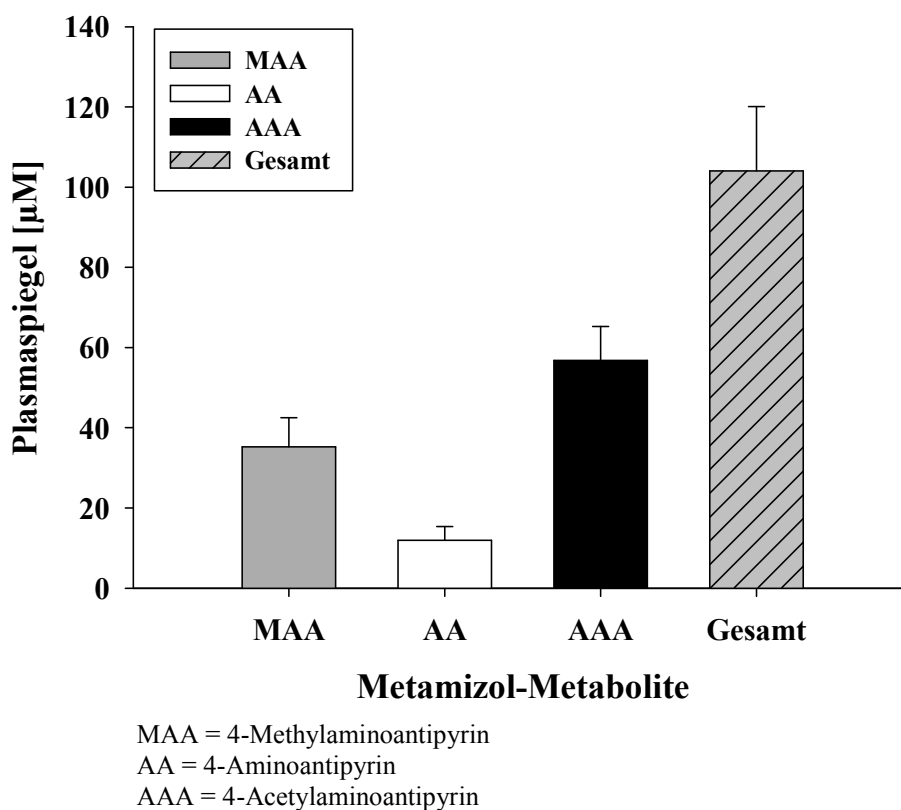 140
120
100
80
60
40
20
0
Plasmaspiegel [µM]
MAA
AA
AAA
Gesamt
MAA AA AAA Gesamt
Metamizol-Metabolite
MAA = 4-Methylaminoantipyrin
AA = 4-Aminoantipyrin
AAA = 4-Acetylaminoantipyrin